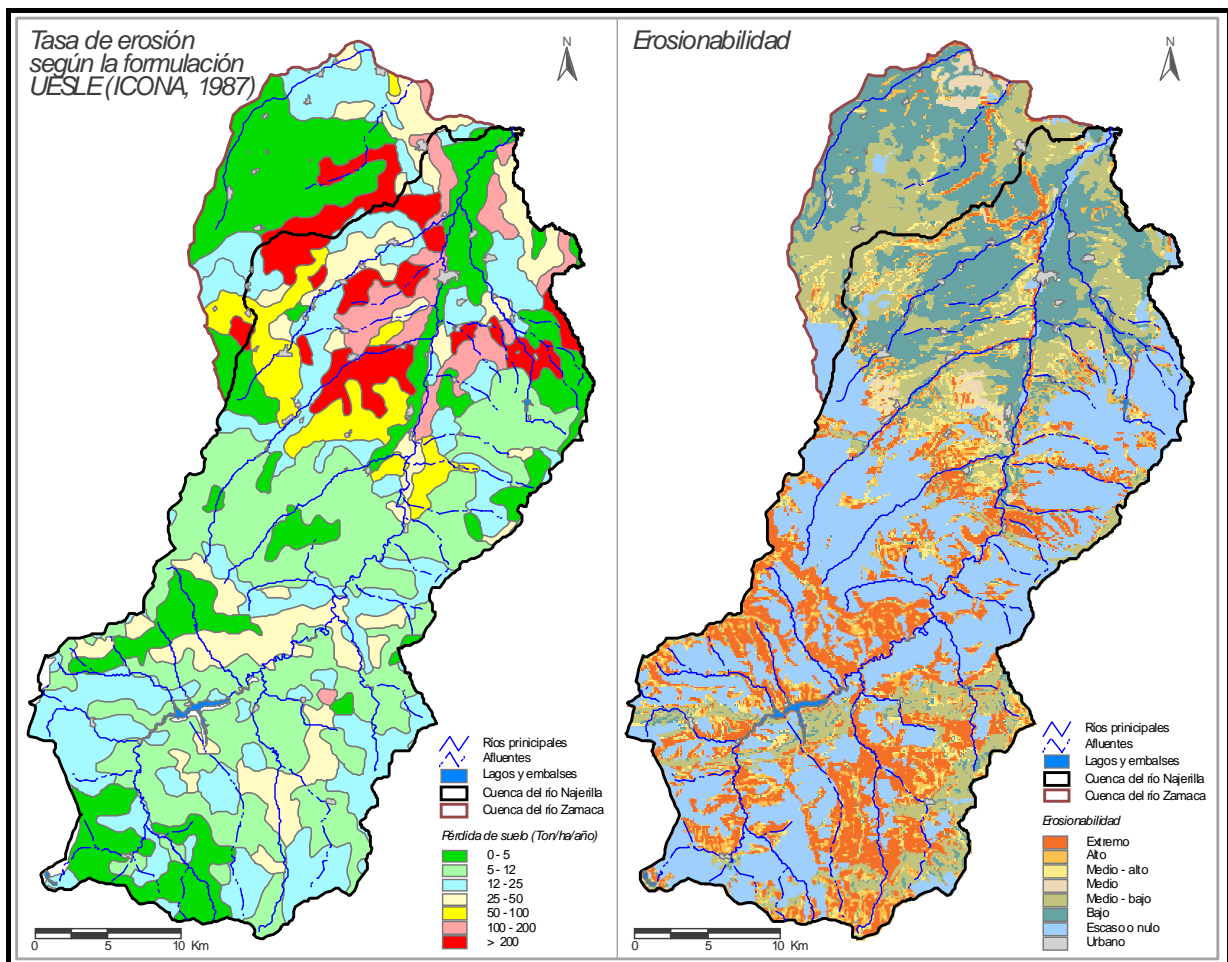 Tasa de erosión
según la formulación
UESLE (ICONA, 1987)
N
Ríos prinicipales
Afluentes
Lagos y embalses
Cuenca del río Najerilla
Cuenca del río Zamaca
Pérdida de suelo (Ton/ha/año)
0 - 5
5 - 12
12 - 25
25 - 50
50 - 100
100 - 200
> 200
0 5 10 Km
Erosionabilidad
N
Ríos prinicipales
Afluentes
Lagos y embalses
Cuenca del río Najerilla
Cuenca del río Zamaca
Erosionabilidad
Extremo
Alto
Medio - alto
Medio
Medio - bajo
Bajo
Escaso o nulo
Urbano
0 5 10 Km